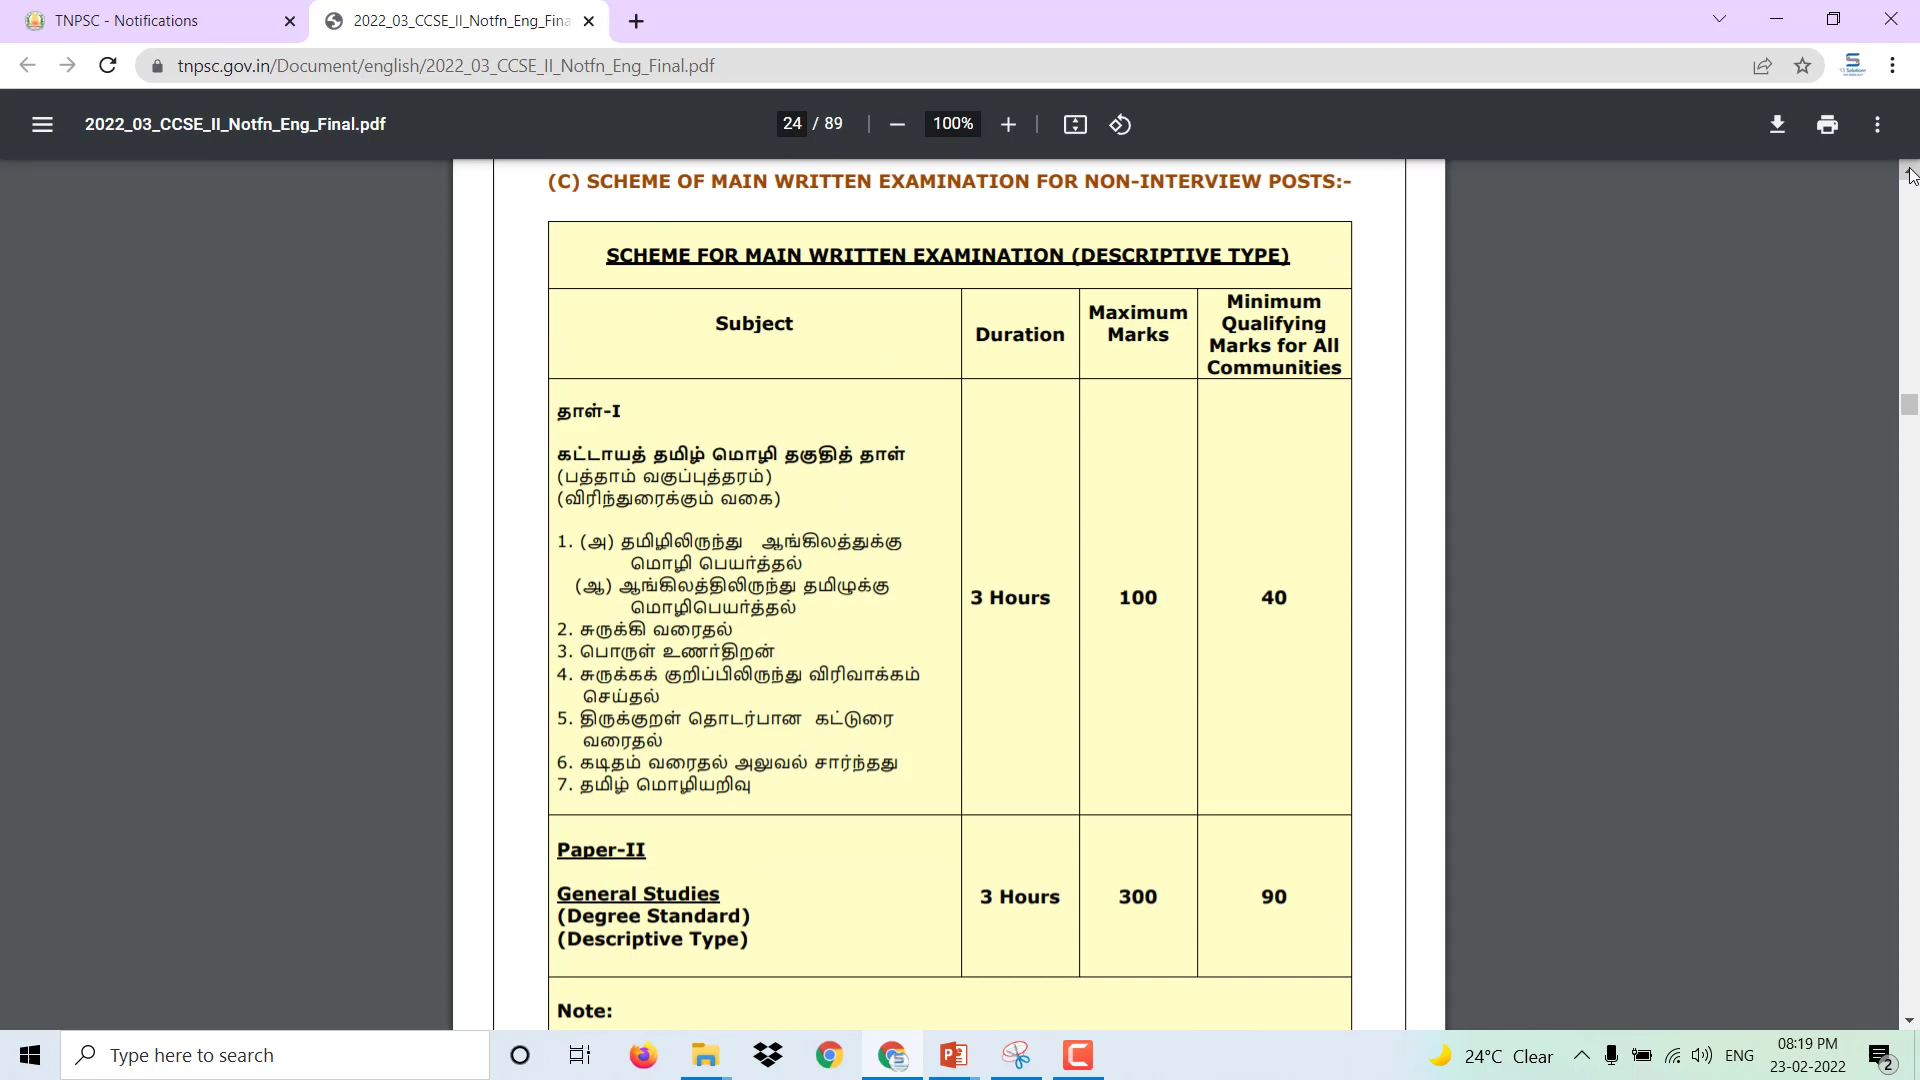 TNPSC - Notifications
2022_03_CCSE_II_Notfn_Eng_Fina
tnpsc.gov.in/Document/english/2022_03_CCSE_II_Notfn_Eng_Final.pdf
2022_03_CCSE_II_Notfn_Eng_Final.pdf
24 / 89
100%
(C) SCHEME OF MAIN WRITTEN EXAMINATION FOR NON-INTERVIEW POSTS:-
SCHEME FOR MAIN WRITTEN EXAMINATION (DESCRIPTIVE TYPE)
Subject
Duration
Maximum
Marks
Minimum
Qualifying
Marks for All
Communities
தாள்-I
கட்டாயத் தமிழ் மொழி தகுதித் தாள்
(பத்தாம் வகுப்புத்தரம்)
(விரிந்துரைக்கும் வகை)
1. (அ) தமிழிலிருந்து ஆங்கிலத்துக்கு
மொழி பெயர்த்தல்
(ஆ) ஆங்கிலத்திலிருந்து தமிழுக்கு
மொழிபெயர்த்தல்
2. சுருக்கி வரைதல்
3. பொருள் உணர்திறன்
4. சுருக்கக் குறிப்பிலிருந்து விரிவாக்கம்
செய்தல்
5. திருக்குறள் தொடர்பான கட்டுரை
வரைதல்
6. கடிதம் வரைதல் அலுவல் சார்ந்தது
7. தமிழ் மொழியறிவு
3 Hours
100
40
Paper-II
General Studies
(Degree Standard)
(Descriptive Type)
3 Hours
300
90
Note:
Type here to search
24°C Clear
ENG
08:19 PM
23-02-2022
2